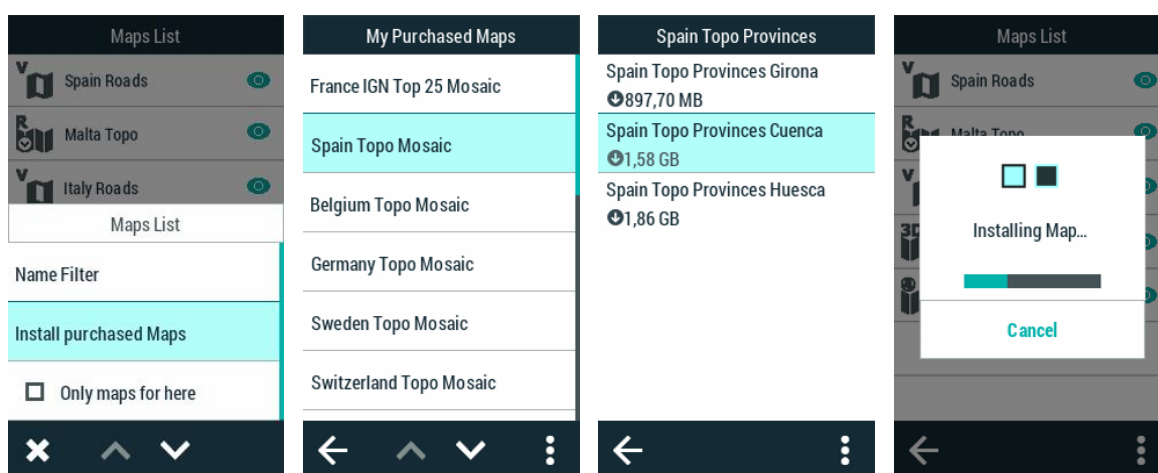 Maps List
V
Spain Roads
R
Malta Topo
V
Italy Roads
Maps List
Name Filter
Install purchased Maps
Only maps for here
My Purchased Maps
France IGN Top 25 Mosaic
Spain Topo Mosaic
Belgium Topo Mosaic
Germany Topo Mosaic
Sweden Topo Mosaic
Switzerland Topo Mosaic
Spain Topo Provinces
Spain Topo Provinces Girona
897,70 MB
Spain Topo Provinces Cuenca
1,58 GB
Spain Topo Provinces Huesca
1,86 GB
Maps List
V
Spain Roads
R
Malta Topo
V
3D
Installing Map...
Cancel